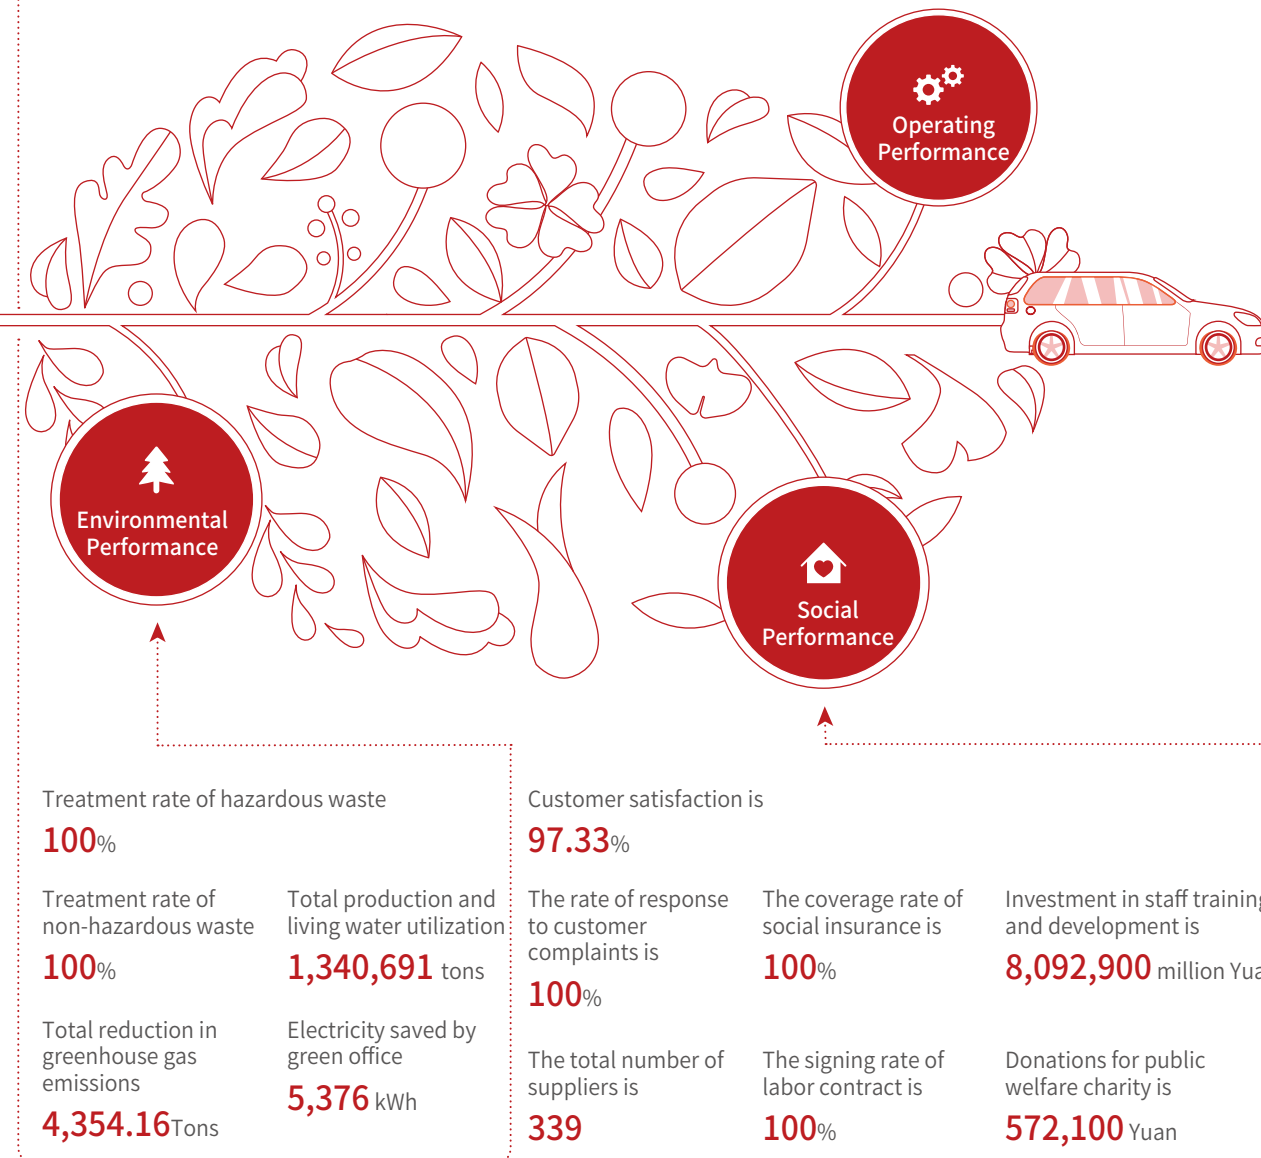 Operating
Performance
Environmental
Performance
Social
Performance
Treatment rate of hazardous waste
100%
Treatment rate of
non-hazardous waste
100%
Total production and
living water utilization
1,340,691 tons
Total reduction in
greenhouse gas
emissions
4,354.16Tons
Electricity saved by
green office
5,376 kWh
Customer satisfaction is
97.33%
The rate of response
to customer
complaints is
100%
The coverage rate of
social insurance is
100%
Investment in staff training
and development is
8,092,900 million Yua
The total number of
suppliers is
339
The signing rate of
labor contract is
100%
Donations for public
welfare charity is
572,100 Yuan